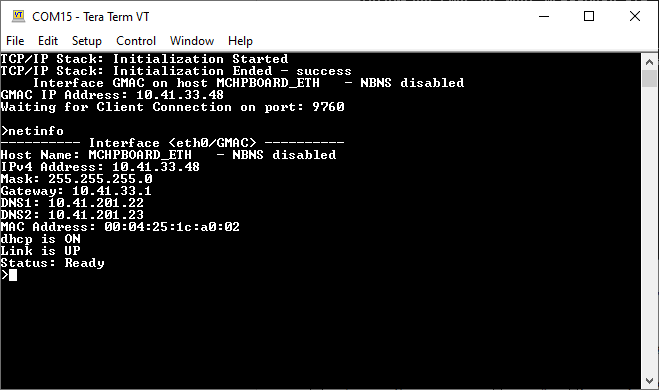 COM15 - Tera Term VT
File Edit Setup Control Window Help
TCP/IP Stack: Initialization Started
TCP/IP Stack: Initialization Ended - success
    Interface GMAC on host MCHPBOARD_ETH   - NBNS disabled
GMAC IP Address: 10.41.33.48
Waiting for Client Connection on port: 9760
>netinfo
---------- Interface <eth0/GMAC> ----------
Host Name: MCHPBOARD_ETH   - NBNS disabled
IPv4 Address: 10.41.33.48
Mask: 255.255.255.0
Gateway: 10.41.33.1
DNS1: 10.41.201.22
DNS2: 10.41.201.23
MAC Address: 00:04:25:1c:a0:02
dhcp is ON
Link is UP
Status: Ready
>